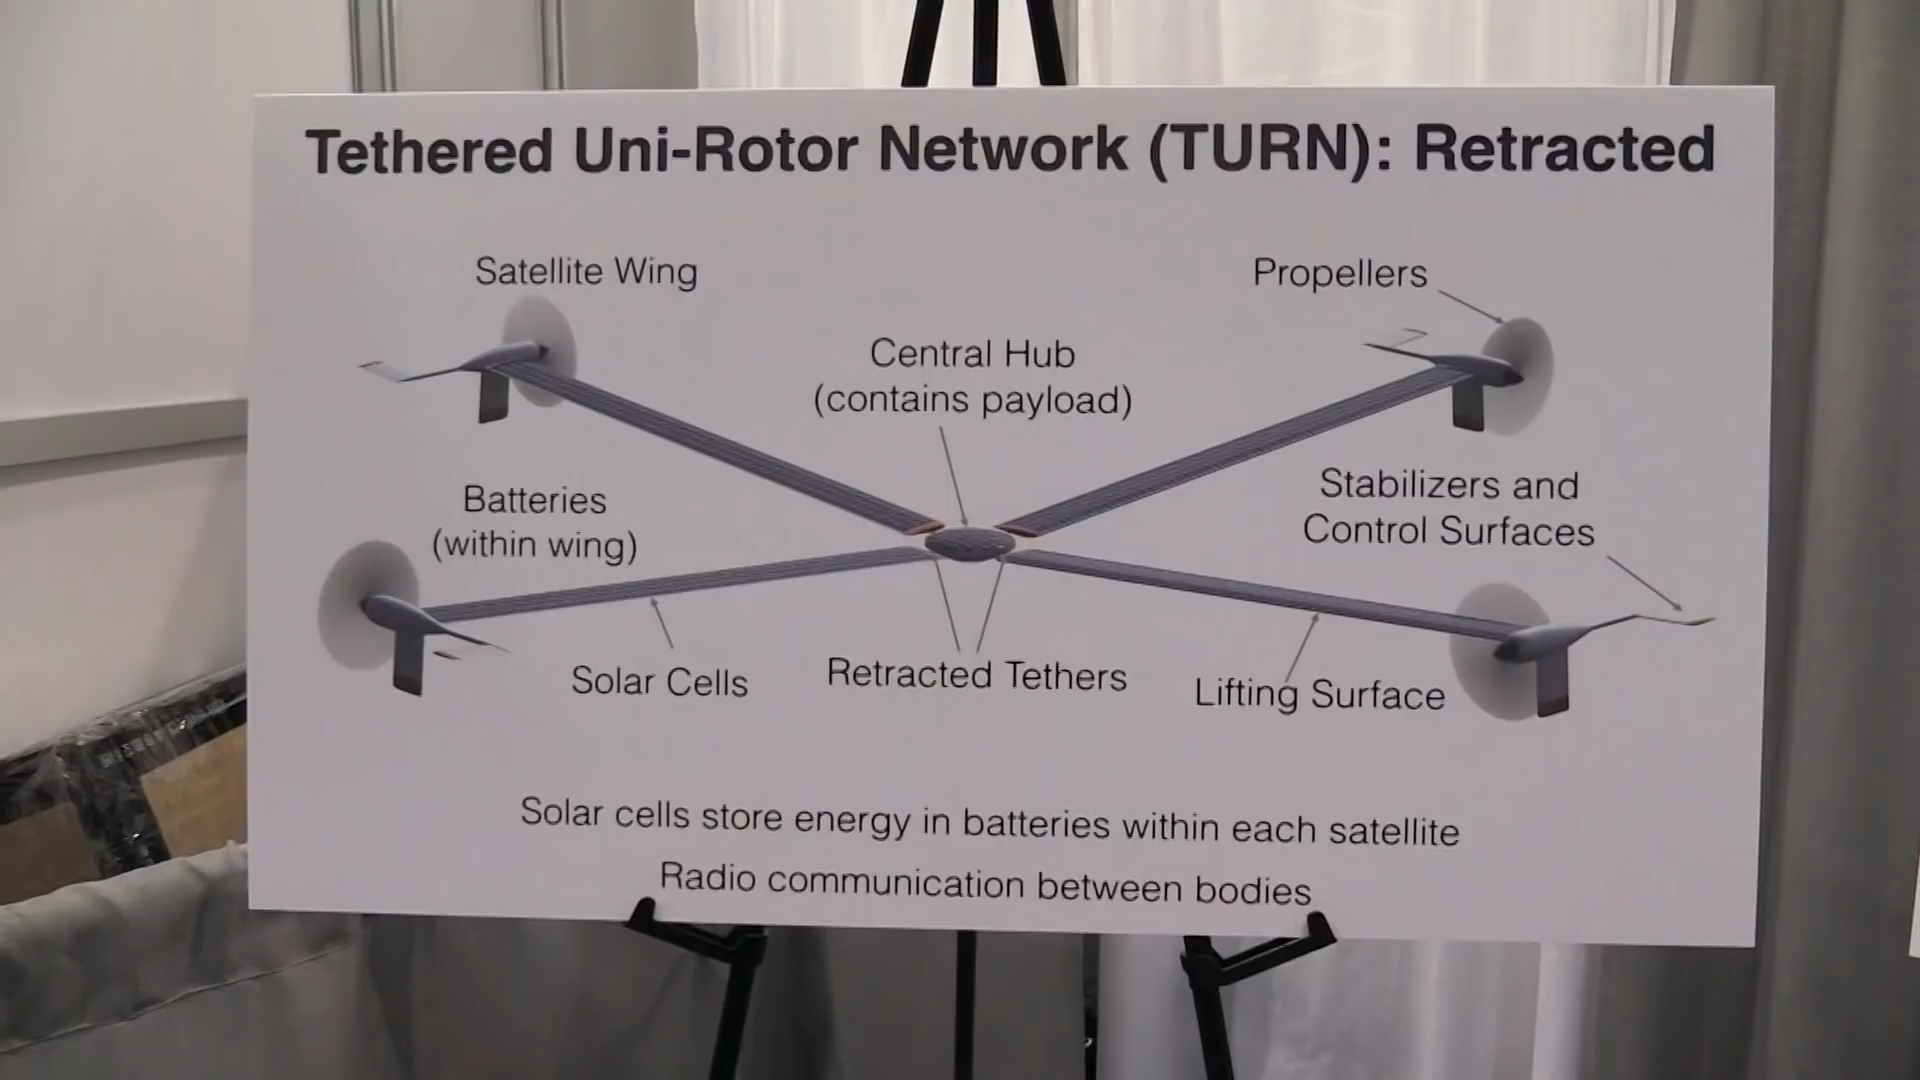 Tethered Uni-Rotor Network (TURN): Retracted
Satellite Wing
Propellers
Central Hub
(contains payload)
Batteries
(within wing)
Stabilizers and
Control Surfaces
Solar Cells
Retracted Tethers
Lifting Surface
Solar cells store energy in batteries within each satellite
Radio communication between bodies